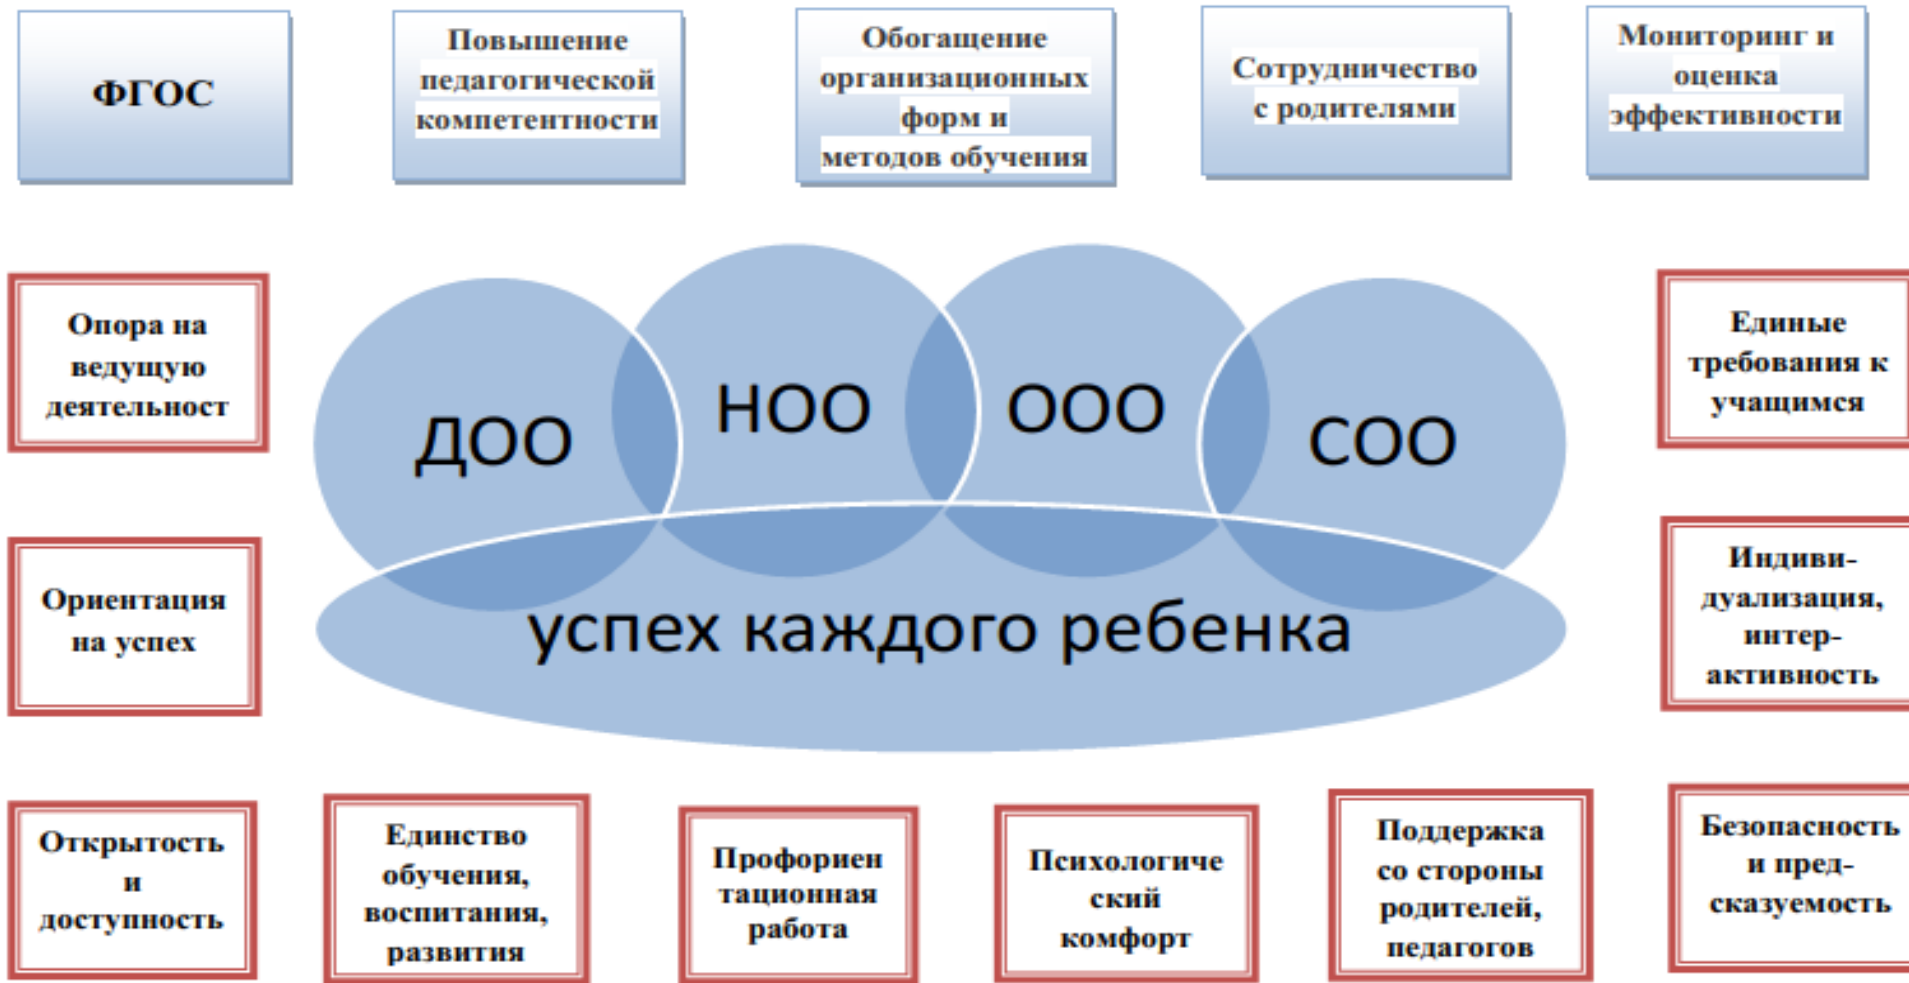 ФГОС
Повышение
педагогической
компетентности
Обогащение
организационных
форм и
методов обучения
Сотрудничество
с родителями
Мониторинг и
оценка
эффективности
Опора на
ведущую
деятельност
ДОО
НОО
ООО
СОО
Единые
требования к
учащимся
Ориентация
на успех
успех каждого ребенка
Индиви-
дуализация,
интер-
активность
Открытость
и
доступность
Единство
обучения,
воспитания,
развития
Профориен
тационная
работа
Психологиче
ский
комфорт
Поддержка
со стороны
родителей,
педагогов
Безопасность
и пред-
сказуемость